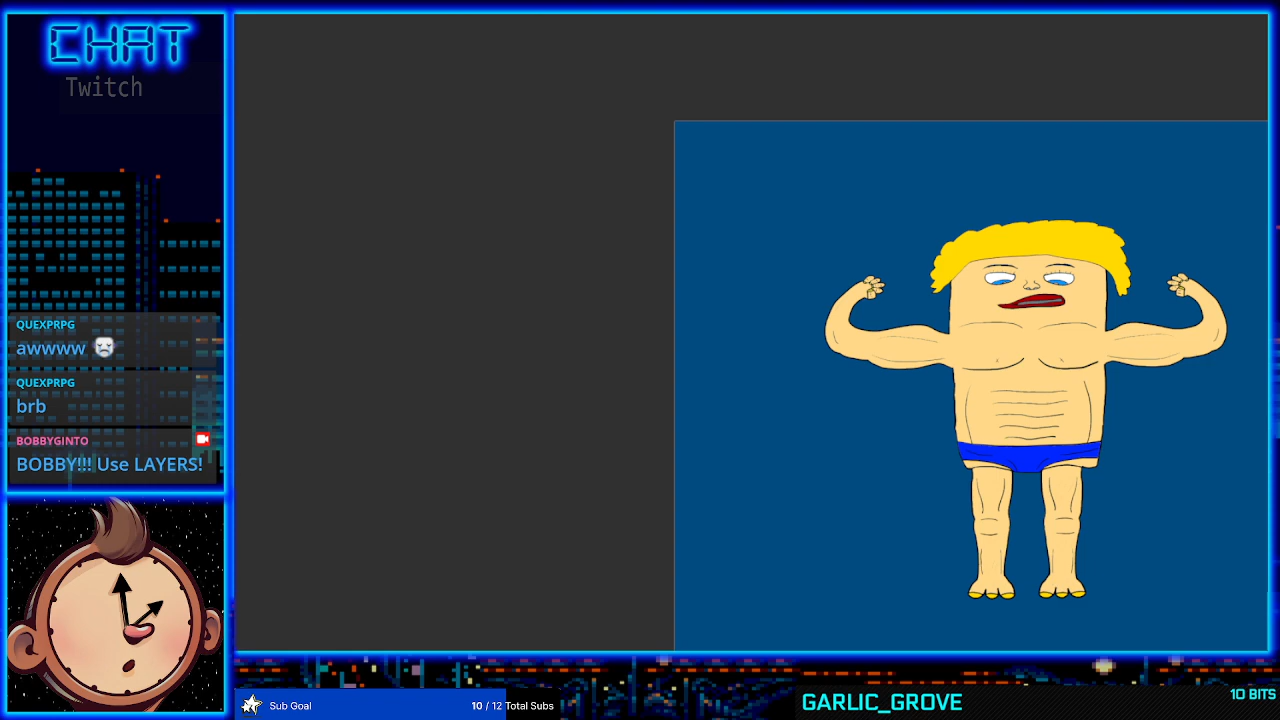 CHAT
Twitch
QUEXPRPG
awwww
QUEXPRPG
brb
BOBBYGINTO
BOBBY!!! Use LAYERS!
Sub Goal
10 / 12 Total Subs
GARLIC_GROVE
10 BITS